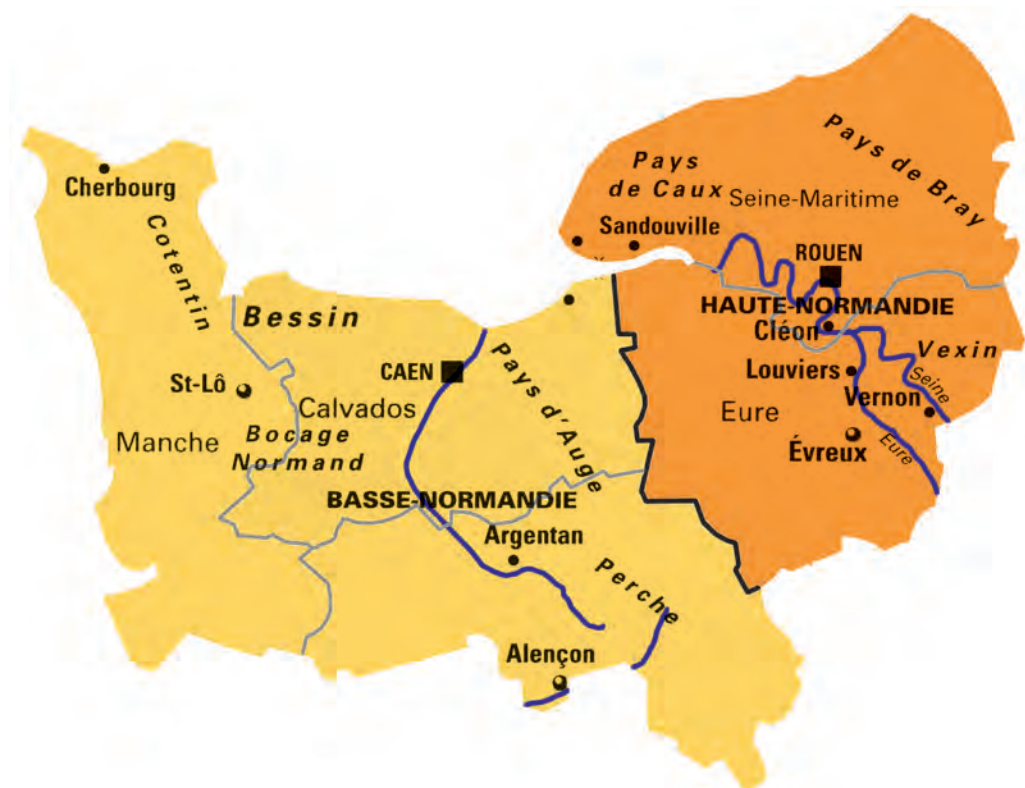 Cherbourg
Cotentin
Bessin
St-Lô
Manche
Bocage
Normand
Calvados
CAEN
Pays d'Auge
BASSE-NORMANDIE
Argentan
Perche
Alençon
Pays
de Caux
Pays de Bray
Seine-Maritime
Sandouville
ROUEN
HAUTE-NORMANDIE
Cléon
Vexin
Louviers
Seine
Vernon
Eure
Évreux
Eure